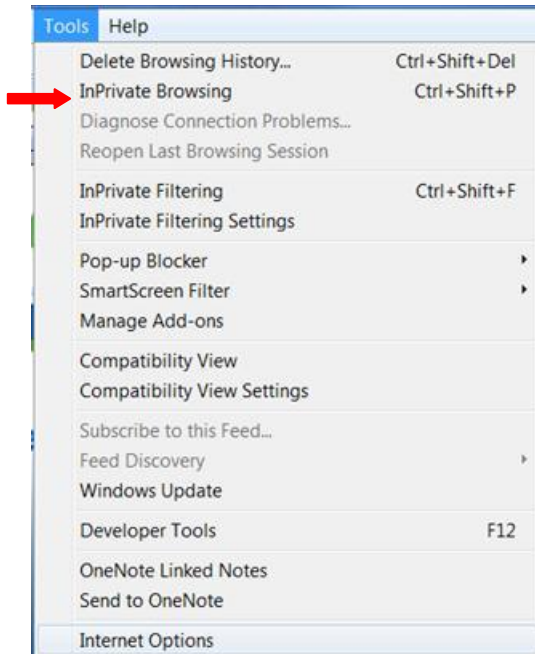 Tools Help
Delete Browsing History... Ctrl+Shift+Del
InPrivate Browsing Ctrl+Shift+P
Diagnose Connection Problems...
Reopen Last Browsing Session
InPrivate Filtering Ctrl+Shift+F
InPrivate Filtering Settings
Pop-up Blocker
SmartScreen Filter
Manage Add-ons
Compatibility View
Compatibility View Settings
Subscribe to this Feed...
Feed Discovery
Windows Update
Developer Tools F12
OneNote Linked Notes
Send to OneNote
Internet Options